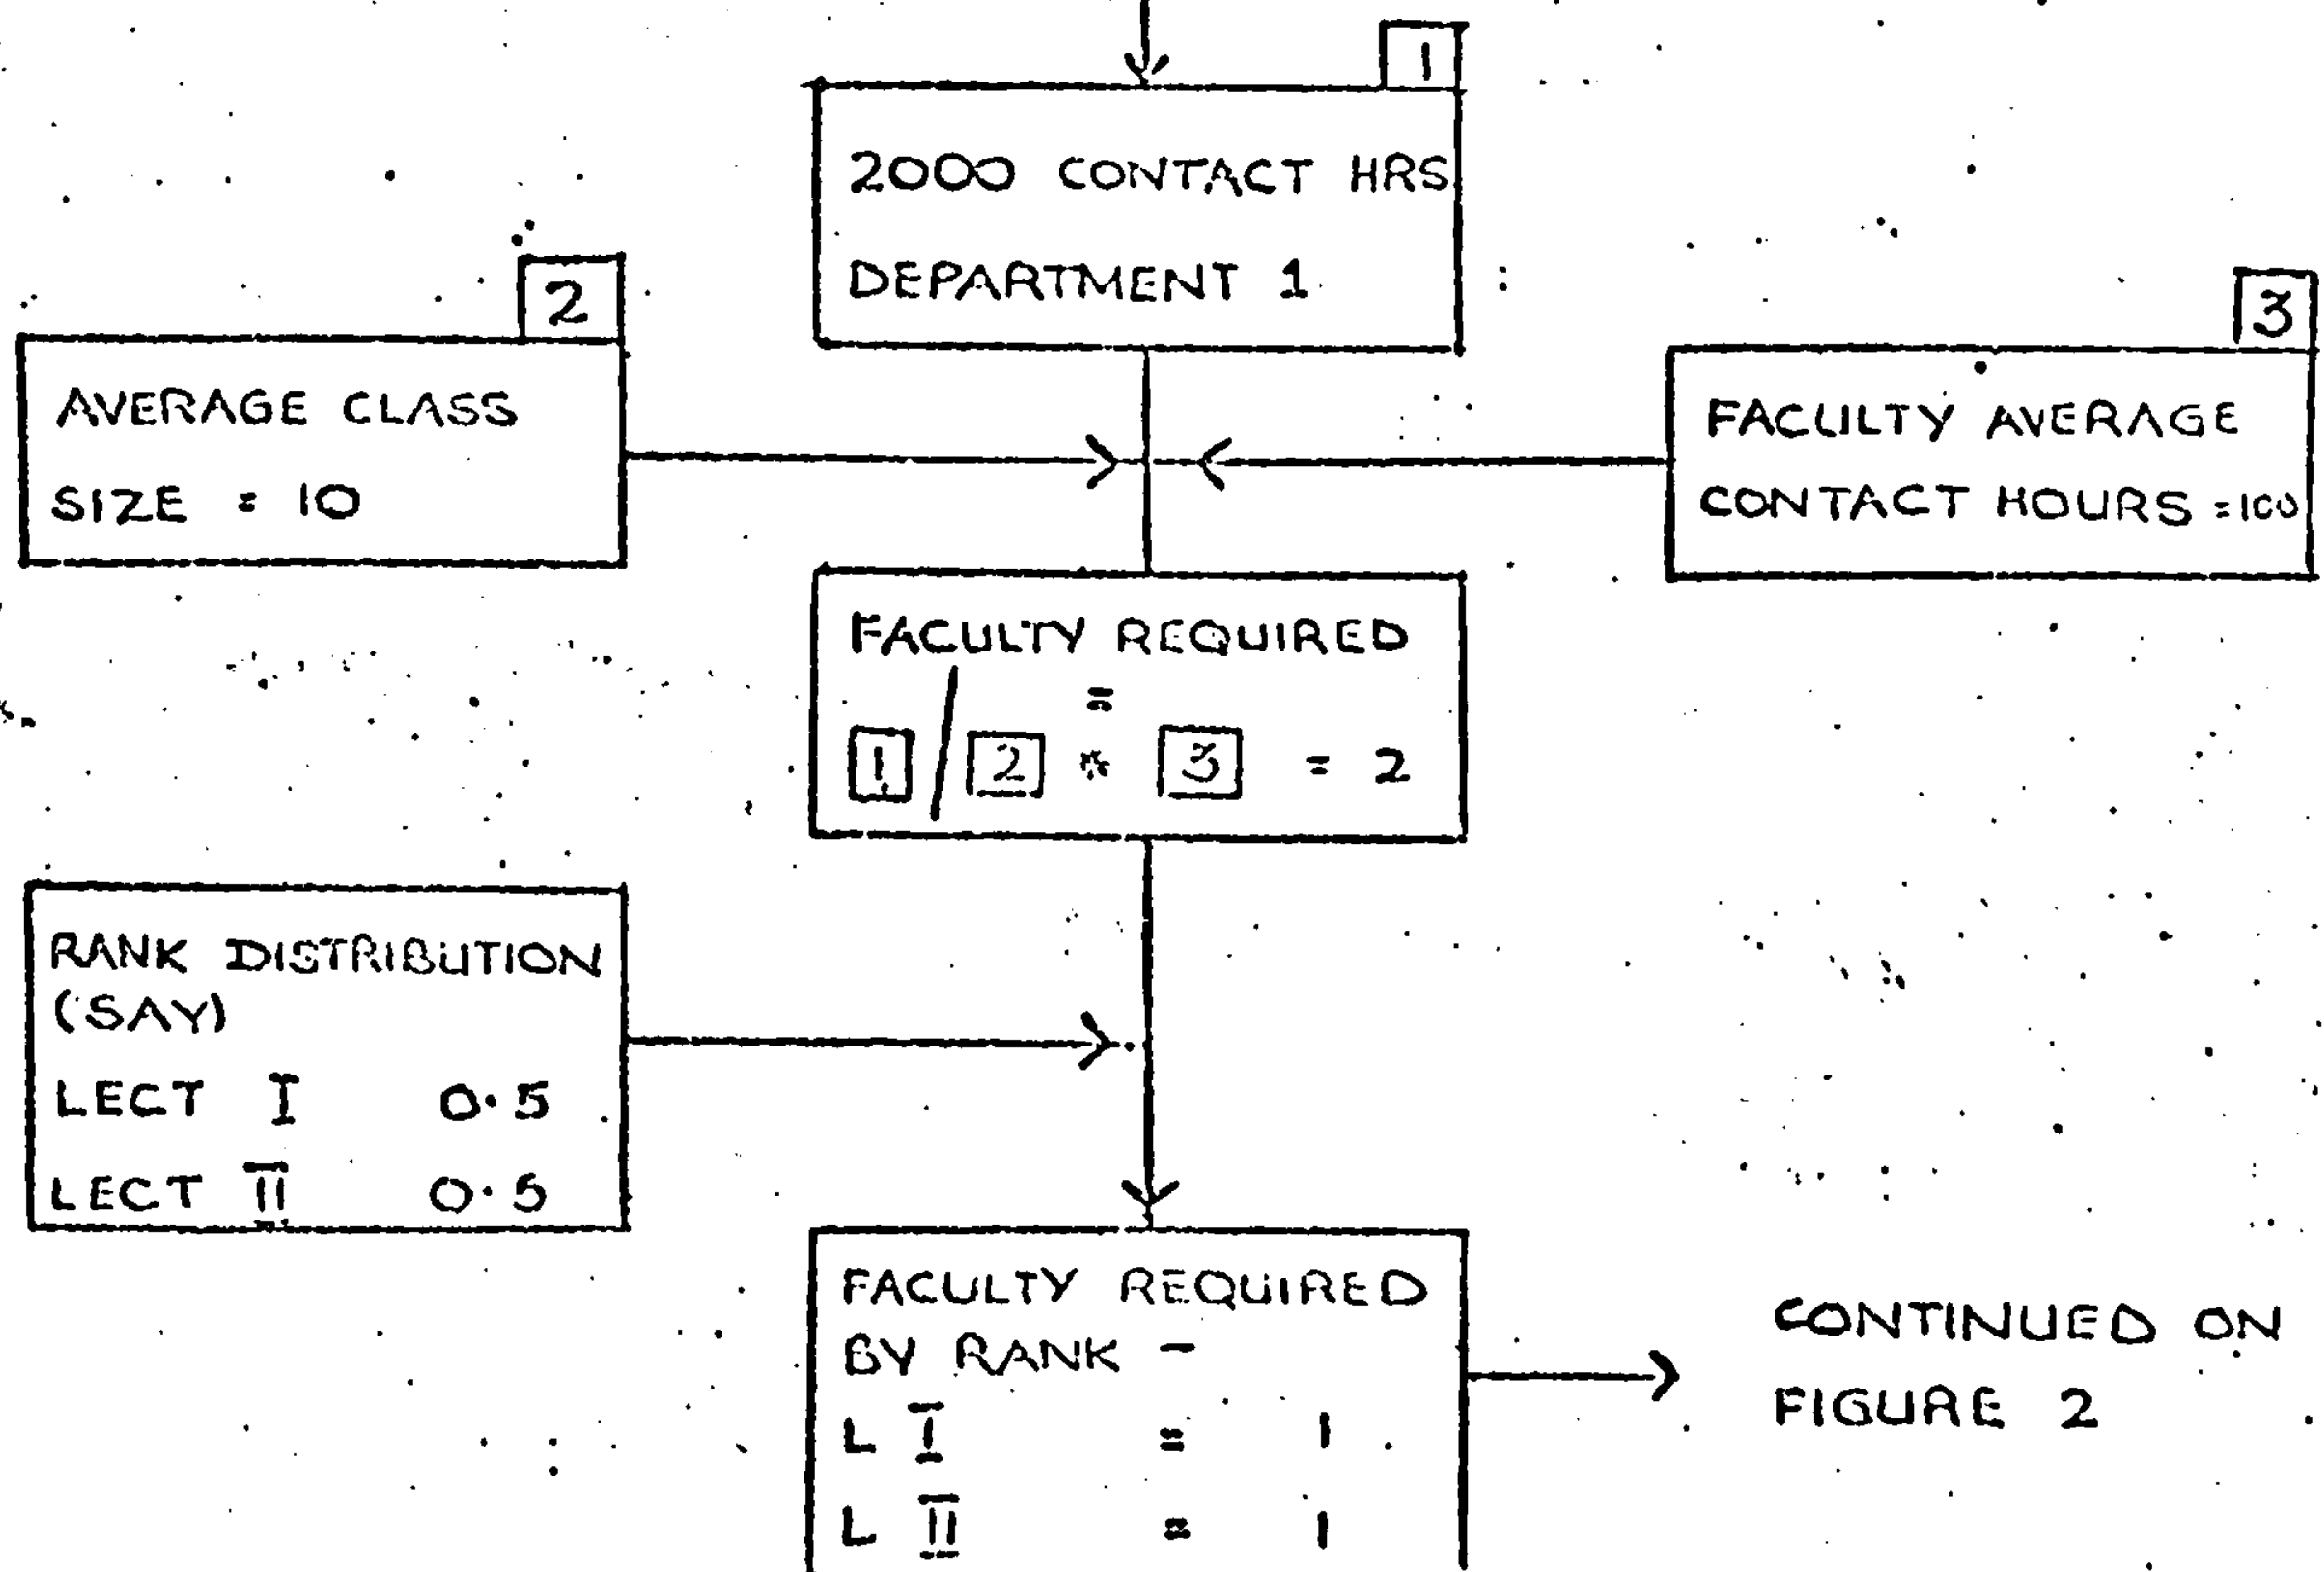 1
2000 CONTACT HRS
DEPARTMENT 1
2
AVERAGE CLASS
SIZE = 10
3
FACULTY AVERAGE
CONTACT HOURS = 100
FACULTY REQUIRED
=
1 / 2 * 3 = 2
RANK DISTRIBUTION
(SAY)
LECT I 0.5
LECT II 0.5
FACULTY REQUIRED
BY RANK -
L I = 1
L II = 1
CONTINUED ON
FIGURE 2